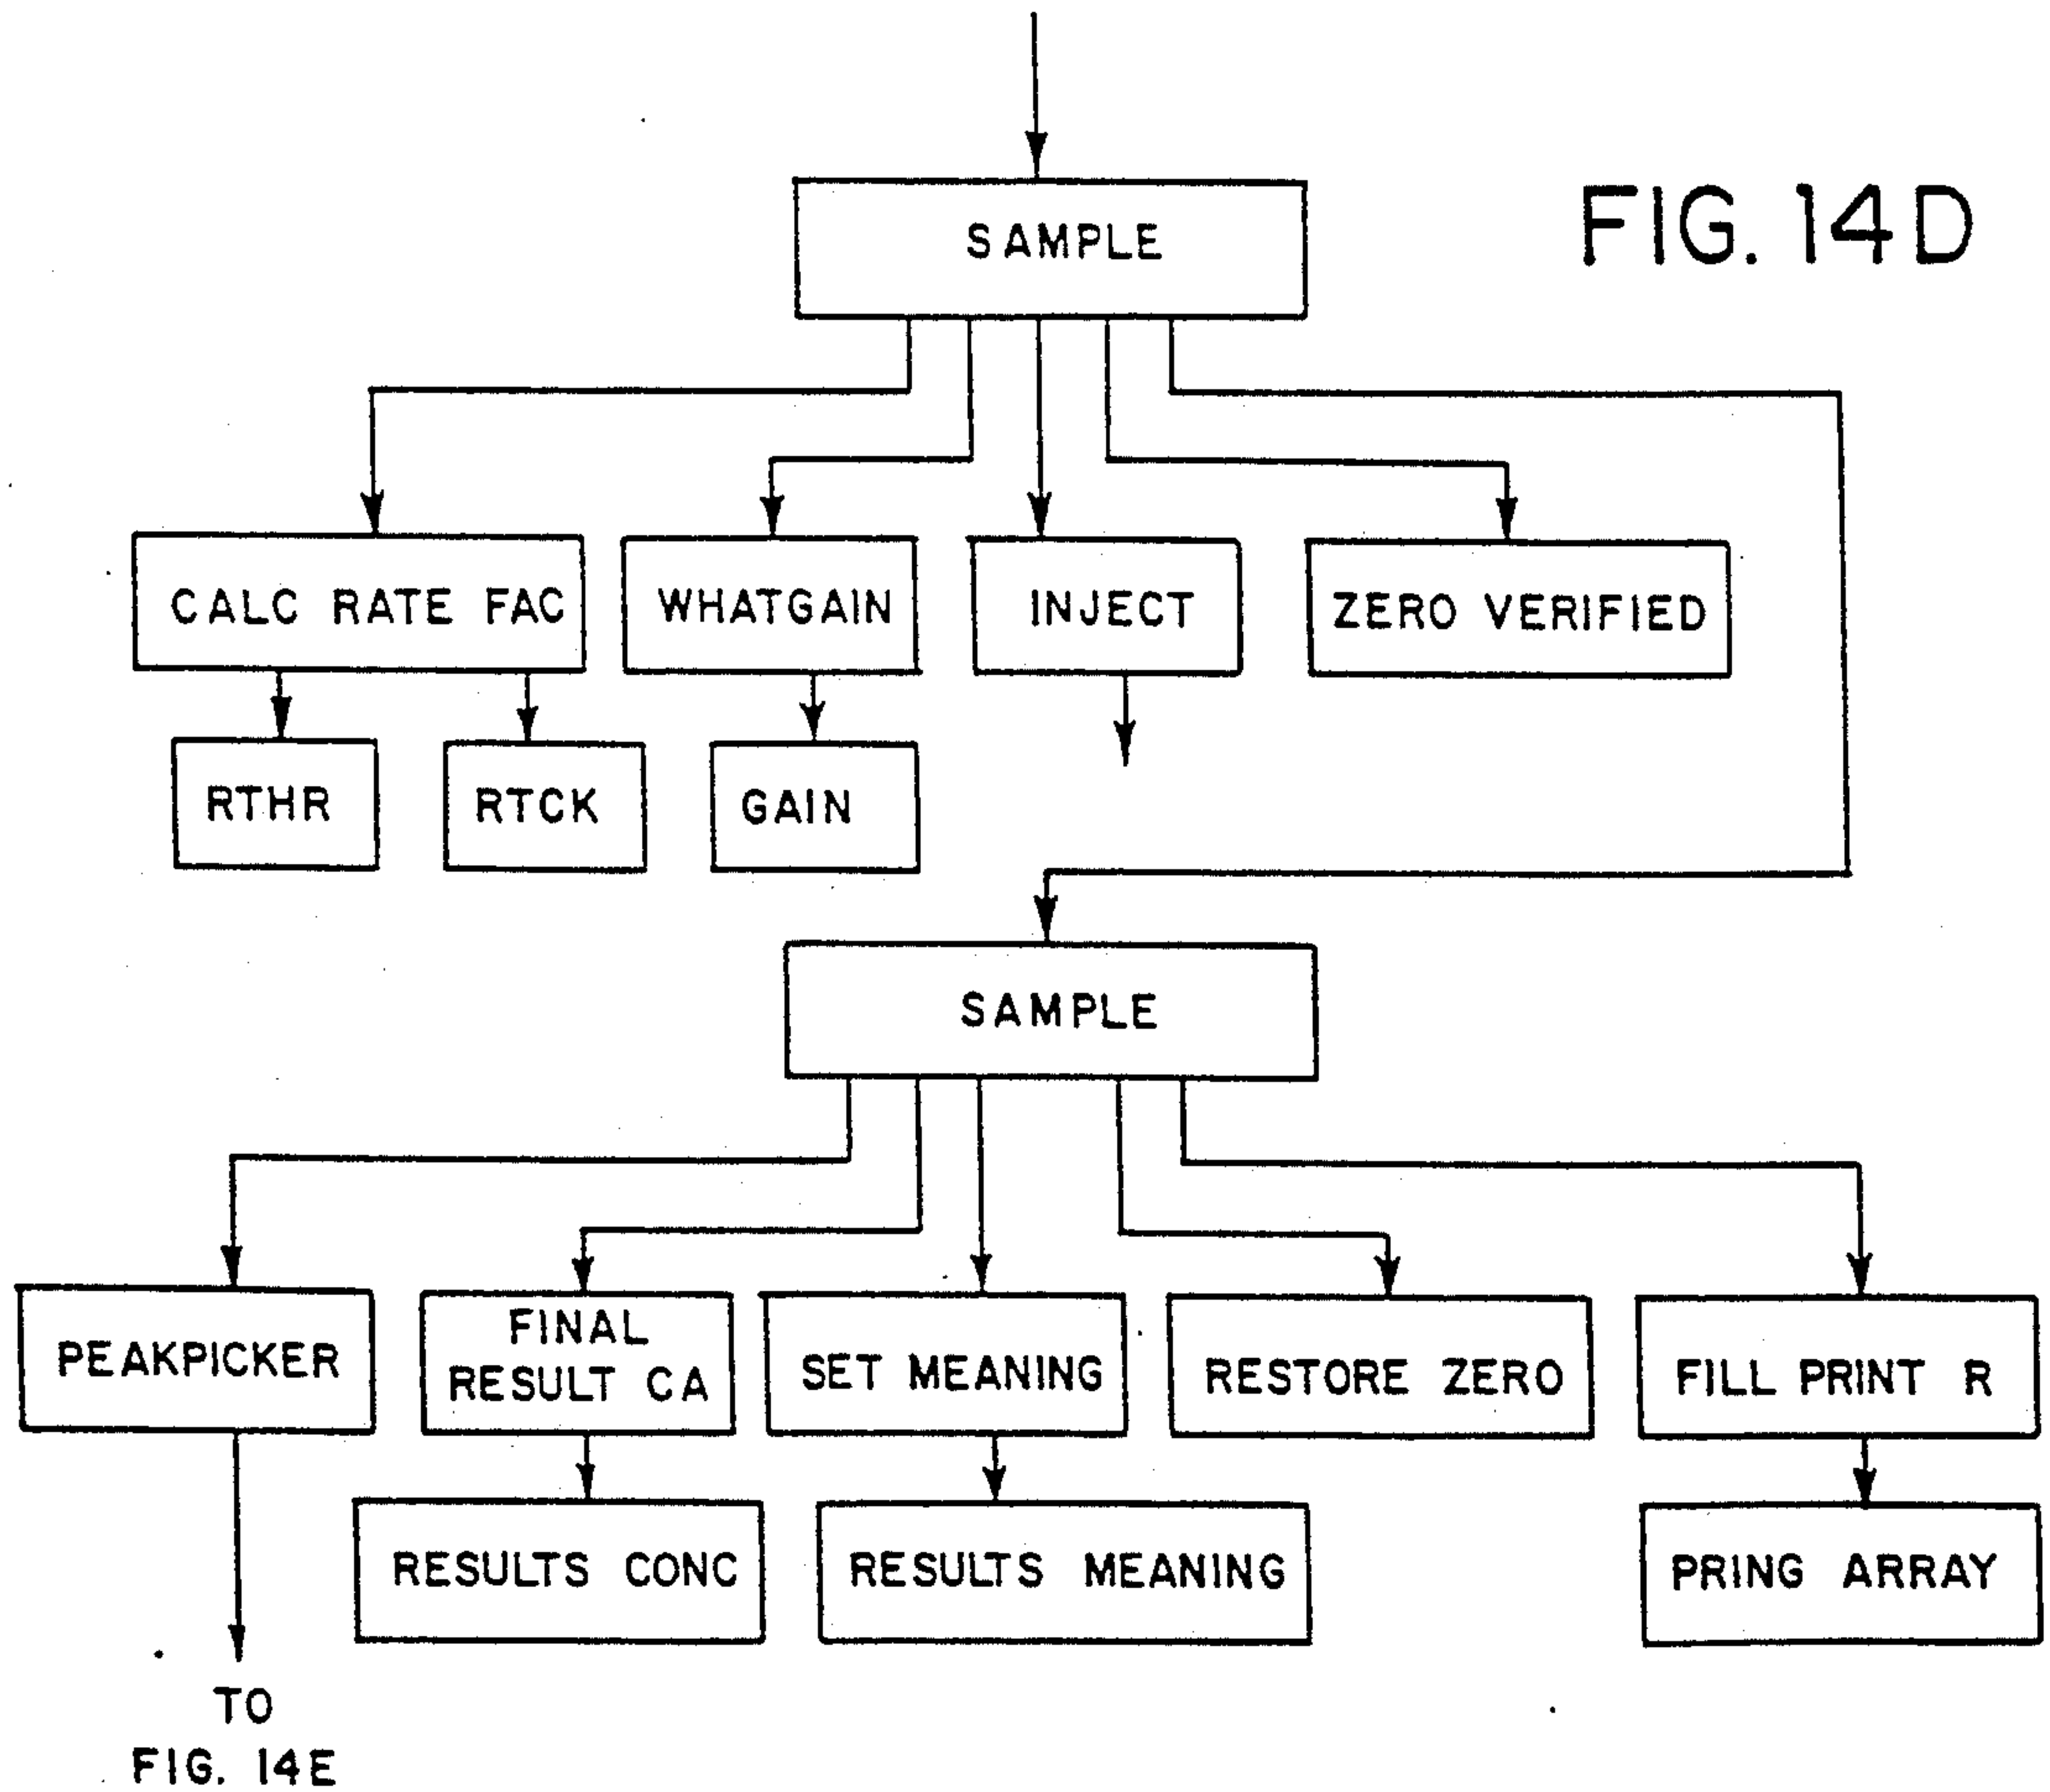 FIG. 14D
SAMPLE
CALC RATE FAC
WHATGAIN
INJECT
ZERO VERIFIED
RTHR
RTCK
GAIN
SAMPLE
PEAKPICKER
FINAL
RESULT CA
SET MEANING
RESTORE ZERO
FILL PRINT R
RESULTS CONC
RESULTS MEANING
PRING ARRAY
TO
FIG. 14E